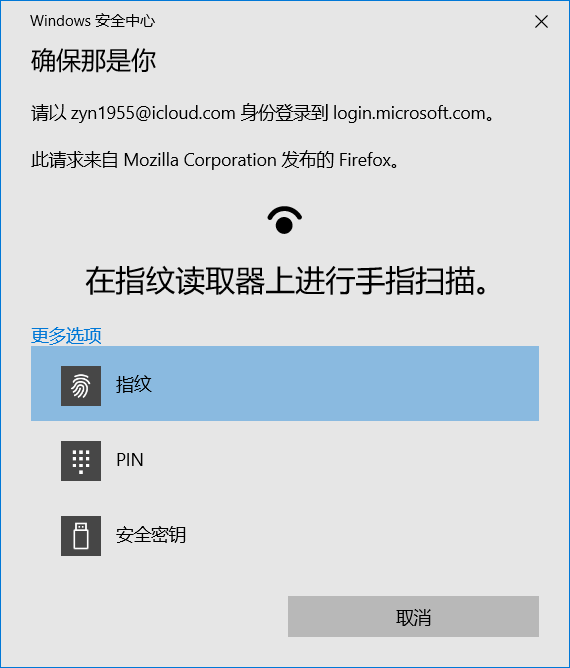 Windows 安全中心
确保那是你
请以 zyn1955@icloud.com 身份登录到 login.microsoft.com。
此请求来自 Mozilla Corporation 发布的 Firefox。
在指纹读取器上进行手指扫描。
更多选项
指纹
PIN
安全密钥
取消